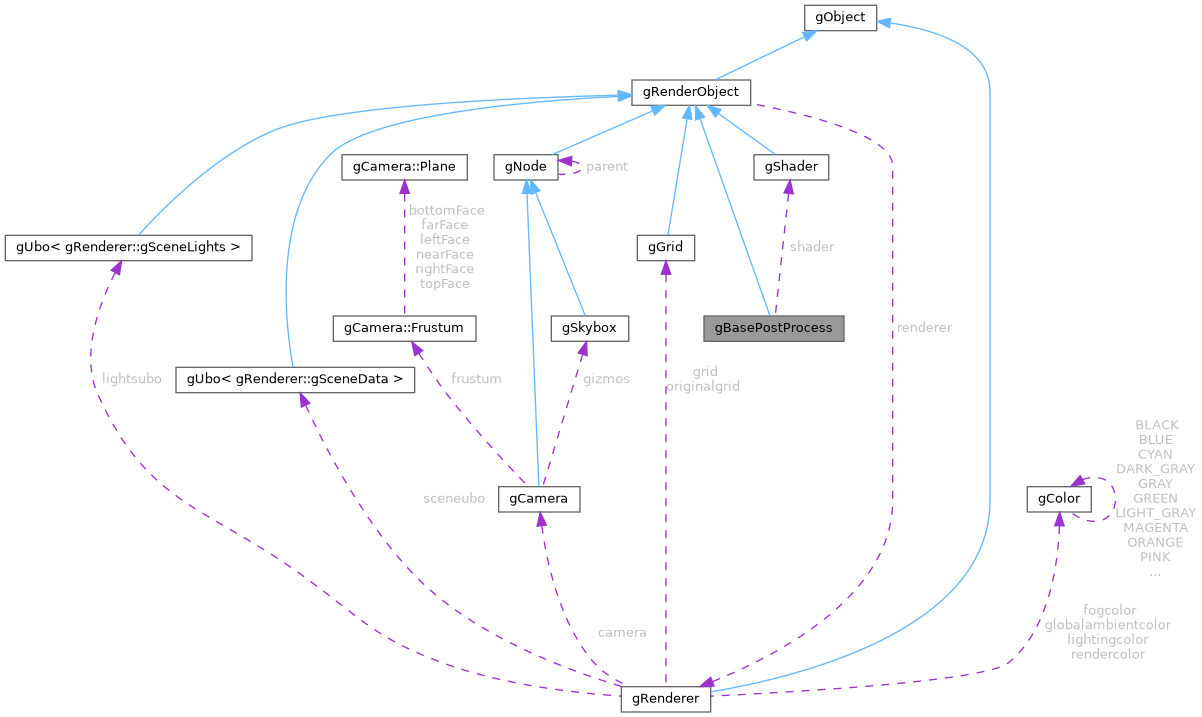 gObject
gRenderObject
gCamera::Plane
gNode
parent
gShader
bottomFace
farFace
leftFace
nearFace
rightFace
topFace
gUbo< gRenderer::gSceneLights >
gGrid
shader
gCamera::Frustum
gSkybox
gBasePostProcess
renderer
lightsubo
gUbo< gRenderer::gSceneData >
frustum
gizmos
grid
originalgrid
BLACK
BLUE
CYAN
DARK_GRAY
GRAY
GREEN
LIGHT_GRAY
MAGENTA
ORANGE
PINK
...
sceneubo
gCamera
gColor
camera
fogcolor
globalambientcolor
lightingcolor
rendercolor
gRenderer